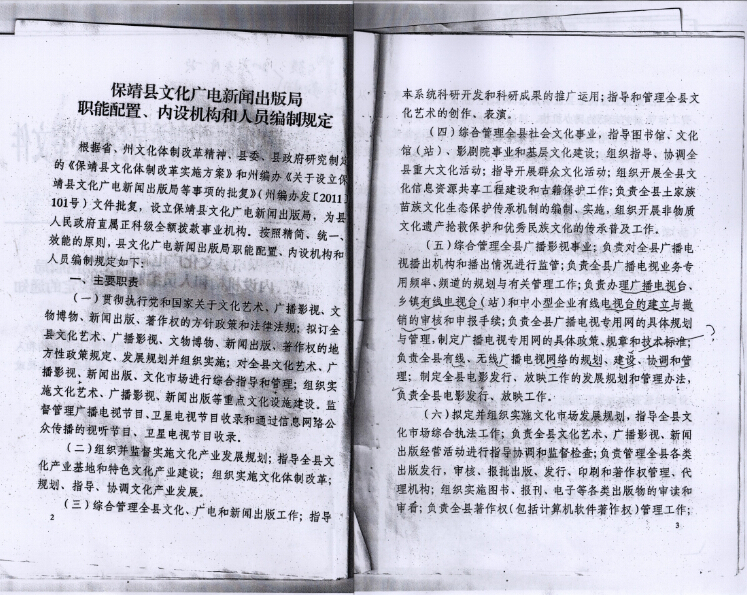 保靖县文化广电新闻出版局
职能配置、内设机构和人员编制规定
根据省、州文化体制改革精神、县委、县政府研究制定
的《保靖县文化体制改革实施方案》和州编办《关于设立保
靖县文化广电新闻出版局等事项的批复》(州编办发[2011]
101号)文件批复,设立保靖县文化广电新闻出版局,为县
人民政府直属正科级全额拨款事业机构。按照精简、统一、
效能的原则,县文化广电新闻出版局职能配置、内设机构和
人员编制规定如下:
一、主要职责
(一)贯彻执行党和国家关于文化艺术、广播影视、文
物博物、新闻出版、著作权的方针政策和法律法规;拟订全
县文化艺术、广播影视、文物博物、新闻出版、著作权的地
方性政策规定、发展规划并组织实施;对全县文化艺术、广
播影视、新闻出版、文化市场进行综合指导和管理;组织实
施文化艺术、广播影视、新闻出版等重点文化设施建设。监
督管理广播电视节目、卫星电视节目收录和通过信息网路公
众传播的视听节目、卫星电视节目收录。
(二)组织并监督实施文化产业发展规划;指导全县文
化产业基地和特色文化产业建设;组织实施文化体制改革;
规划、指导、协调文化产业发展。
(三)综合管理全县文化、广电和新闻出版工作;指导
2
本系统科研开发和科研成果的推广运用;指导和管理全县文
化艺术的创作、表演。
(四)综合管理全县社会文化事业,指导图书馆、文化
馆(站)、影剧院事业和基层文化建设;组织指导、协调全
县重大文化活动;指导开展群众文化活动;组织开展全县文
化信息资源共享工程建设和古籍保护工作;负责全县土家族
苗族文化生态保护传承机制的编制、实施,组织开展非物质
文化遗产抢救保护和优秀民族文化的传承普及工作。
(五)综合管理全县广播影视事业;负责对全县广播电
视播出机构和播出情况进行监管;负责全县广播电视业务专
用频率、频道的规划与有关管理工作;负责办理广播电视台、
乡镇有线电视台(站)和中小型企业有线电视台的建立与撤
销的审核和申报手续;负责全县广播电视专用网的具体规划
与管理,制定广播电视专用网的具体政策、规章和技术标准;
负责全县有线、无线广播电视网络的规划、建设、协调和管
理;制定全县电影发行、放映工作的发展规划和管理办法,
负责全县电影发行、放映工作。
(六)拟定并组织实施文化市场发展规划,指导全县文
化市场综合执法工作;负责全县文化艺术、广播影视、新闻
出版经营活动进行指导协调和监督检查;负责管理全县各类
出版发行,审核、报批出版、发行、印刷和著作权管理、代
理机构;组织实施图书、报刊、电子等各类出版物的审读和
审看;负责全县著作权(包括计算机软件著作权)管理工作;
3